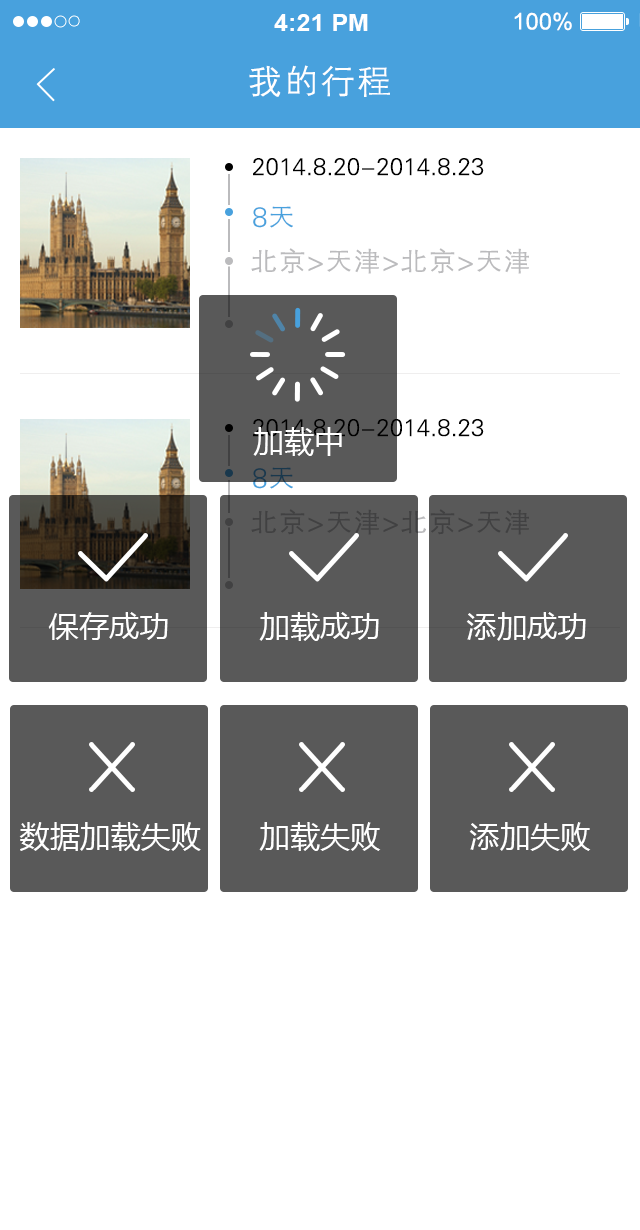 4:21 PM
100%
我的行程
2014.8.20-2014.8.23
8天
北京>天津>北京>天津
2014.8.20-2014.8.23
加载中
8天
北京>天津>北京>天津
保存成功
加载成功
添加成功
数据加载失败
加载失败
添加失败